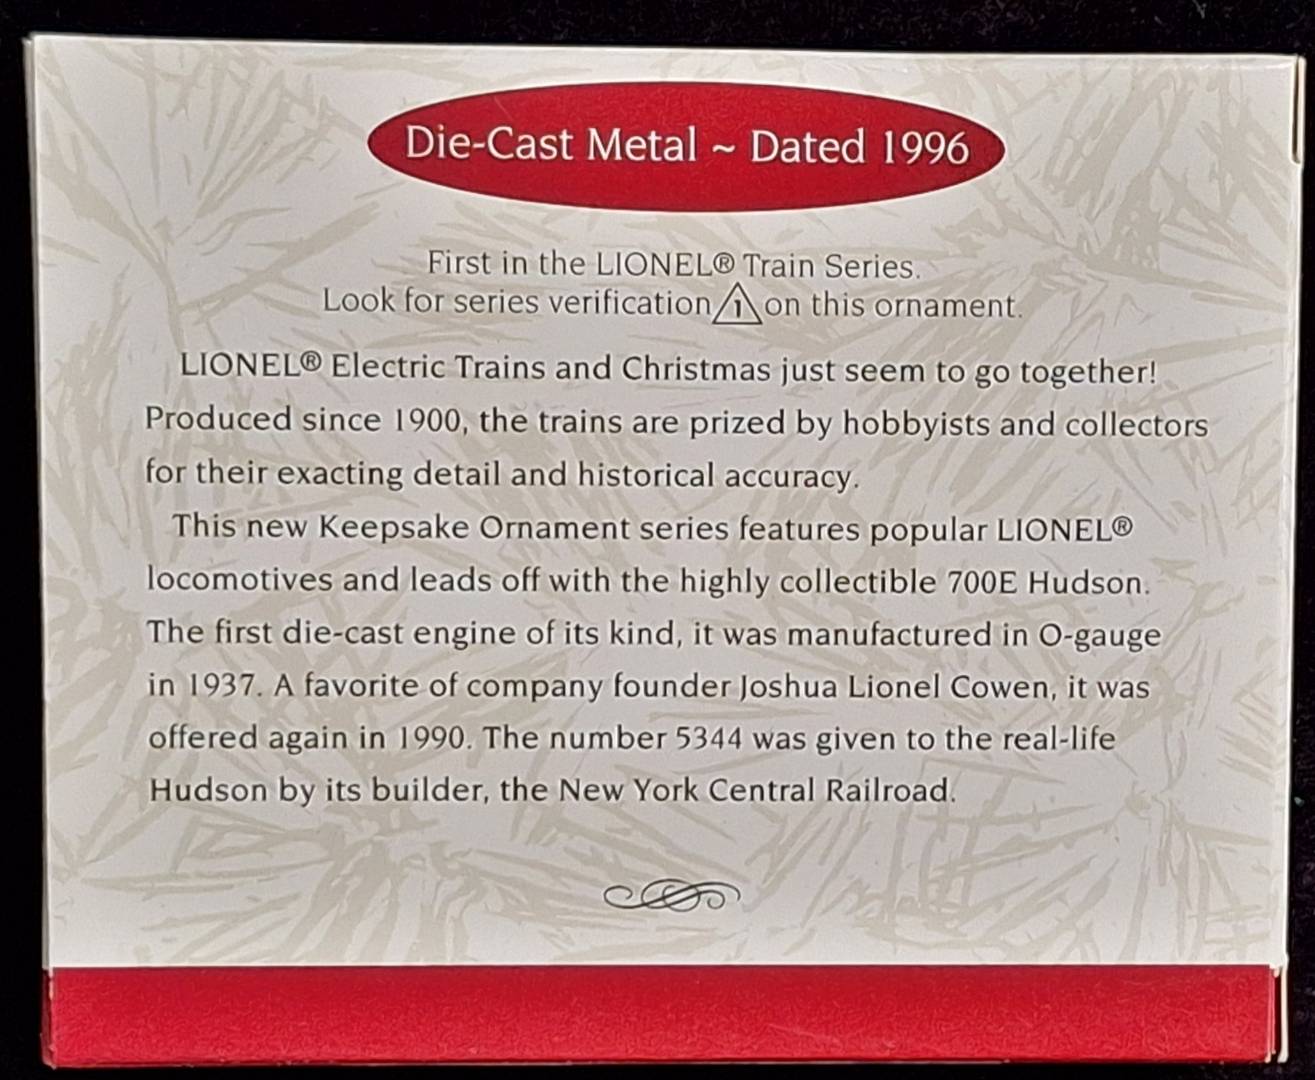 Die-Cast Metal ~ Dated 1996
First in the LIONEL® Train Series.
Look for series verification 1 on this ornament.
LIONEL® Electric Trains and Christmas just seem to go together!
Produced since 1900, the trains are prized by hobbyists and collectors
for their exacting detail and historical accuracy.
This new Keepsake Ornament series features popular LIONEL®
locomotives and leads off with the highly collectible 700E Hudson.
The first die-cast engine of its kind, it was manufactured in O-gauge
in 1937. A favorite of company founder Joshua Lionel Cowen, it was
offered again in 1990. The number 5344 was given to the real-life
Hudson by its builder, the New York Central Railroad.